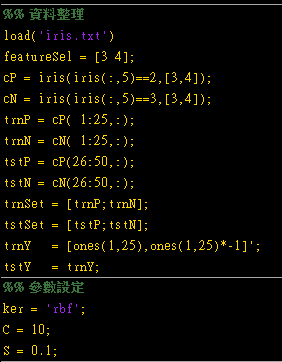 %% 資料整理
load('iris.txt')
featureSel = [3 4];
cP = iris(iris(:,5)==2,[3,4]);
cN = iris(iris(:,5)==3,[3,4]);
trnP = cP( 1:25,:);
trnN = cN( 1:25,:);
tstP = cP(26:50,:);
tstN = cN(26:50,:);
trnSet = [trnP;trnN];
tstSet = [tstP;tstN];
trnY = [ones(1,25),ones(1,25)*-1]';
tstY = trnY;
%% 參數設定
ker = 'rbf';
C = 10;
S = 0.1;